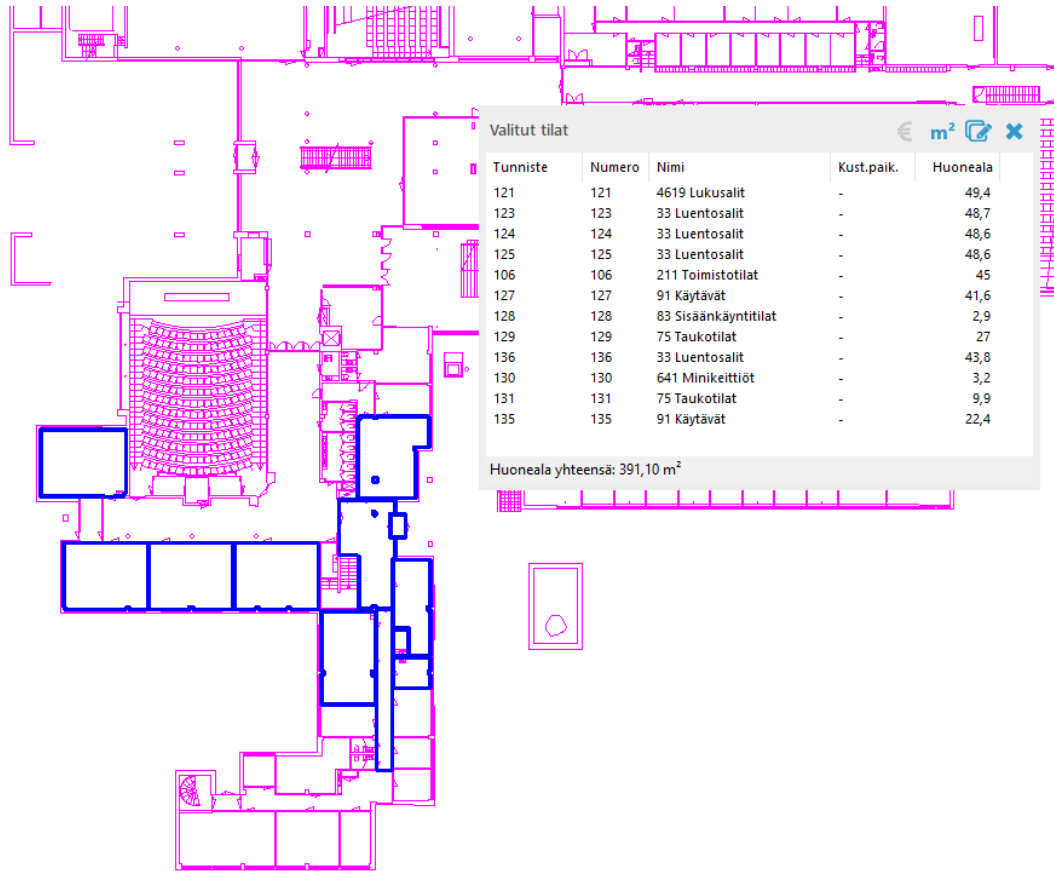 Valitut tilat € m²
Tunniste Numero Nimi Kust.paik. Huoneala
121 121 4619 Lukusalit - 49,4
123 123 33 Luentosalit - 48,7
124 124 33 Luentosalit - 48,6
125 125 33 Luentosalit - 48,6
106 106 211 Toimistotilat - 45
127 127 91 Käytävät - 41,6
128 128 83 Sisäänkäyntitilat - 2,9
129 129 75 Taukotilat - 27
136 136 33 Luentosalit - 43,8
130 130 641 Minikeittiöt - 3,2
131 131 75 Taukotilat - 9,9
135 135 91 Käytävät - 22,4
Huoneala yhteensä: 391,10 m²